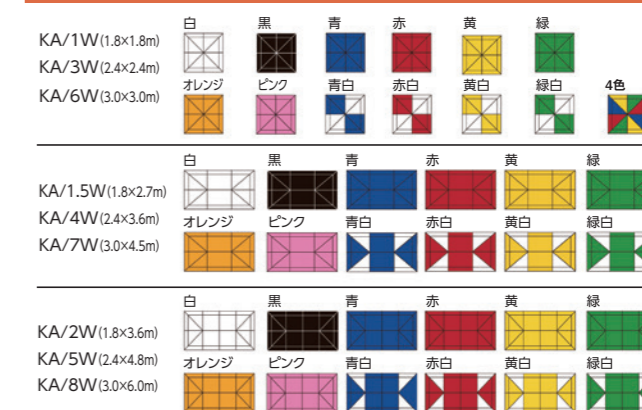 白 黒 青 赤 黄 緑
KA/1W(1.8×1.8m)
KA/3W(2.4×2.4m)
オレンジ ピンク 青白 赤白 黄白 緑白 4色
KA/6W(3.0×3.0m)
白 黒 青 赤 黄 緑
KA/1.5W(1.8×2.7m)
KA/4W(2.4×3.6m)
オレンジ ピンク 青白 赤白 黄白 緑白
KA/7W(3.0×4.5m)
白 黒 青 赤 黄 緑
KA/2W(1.8×3.6m)
KA/5W(2.4×4.8m)
オレンジ ピンク 青白 赤白 黄白 緑白
KA/8W(3.0×6.0m)